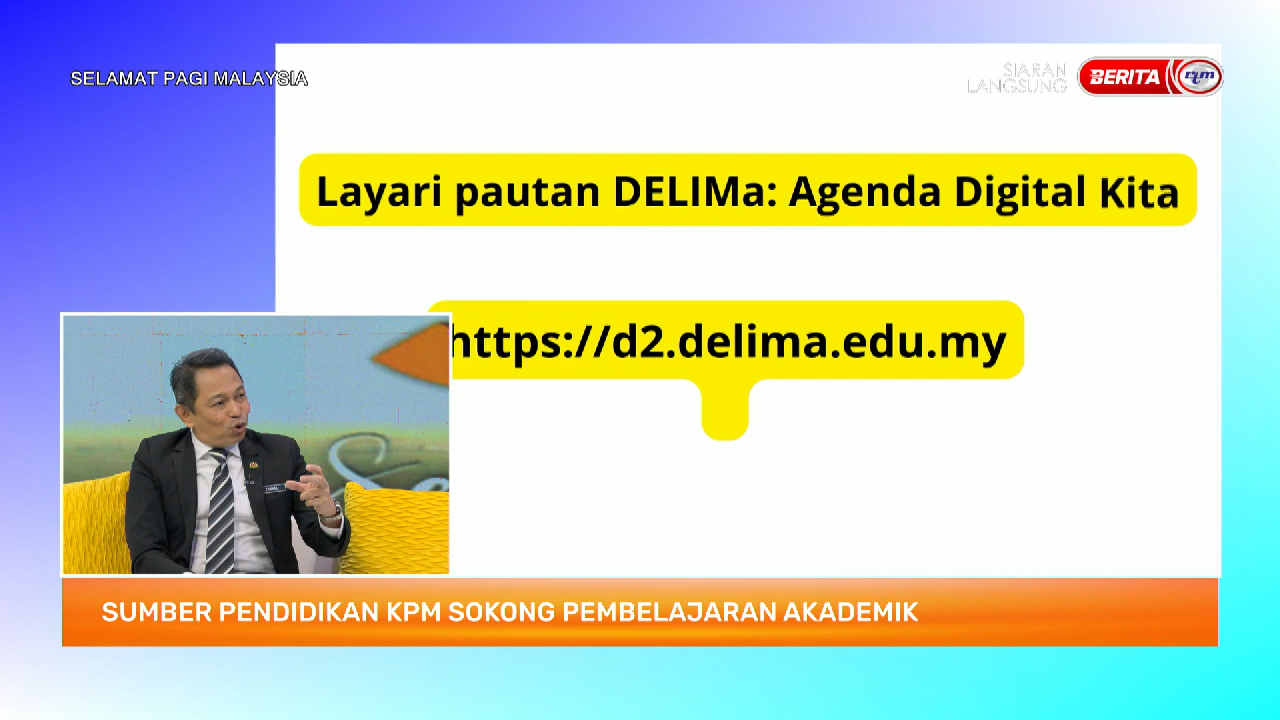 SELAMAT PAGI MALAYSIA
SIARAN
LANGSUNG
BERITA rtm
Layari pautan DELIMa: Agenda Digital Kita
https://d2.delima.edu.my
SUMBER PENDIDIKAN KPM SOKONG PEMBELAJARAN AKADEMIK